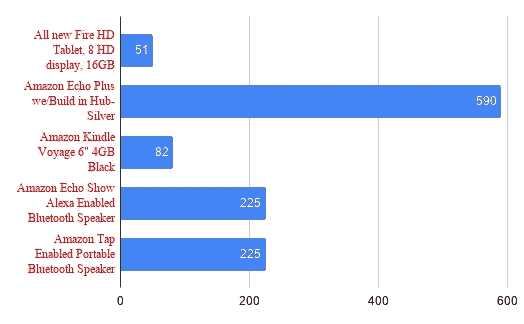 All new Fire HD
Tablet, 8 HD
display, 16GB
51
Amazon Echo Plus
we/Build in Hub-
Silver
590
Amazon Kindle
Voyage 6" 4GB
Black
82
Amazon Echo Show
Alexa Enabled
Bluetooth Speaker
225
Amazon Tap
Enabled Portable
Bluetooth Speaker
225
0 200 400 600